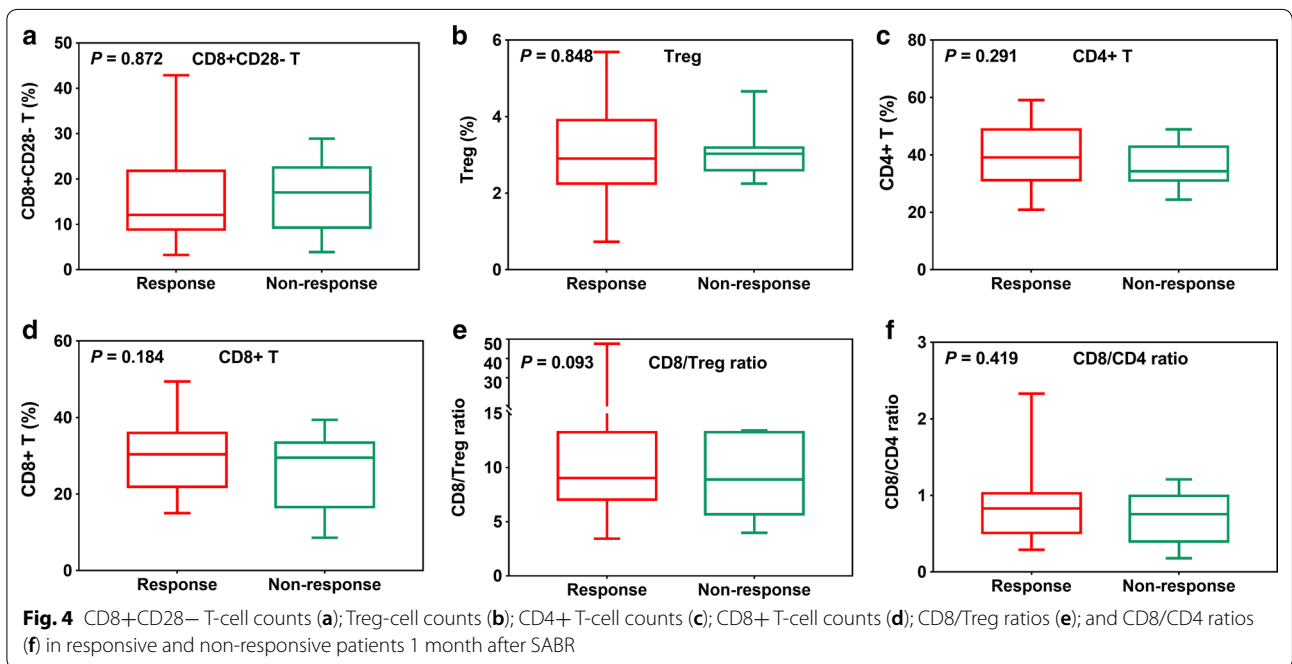 a
50
40
30
20
10
0
CD8+CD28- T (%)
P = 0.872
CD8+CD28- T
Response
Non-response
b
6
4
2
0
Treg (%)
P = 0.848
Treg
Response
Non-response
c
80
60
40
20
0
CD4+ T (%)
P = 0.291
CD4+ T
Response
Non-response
d
60
40
20
0
CD8+ T (%)
P = 0.184
CD8+ T
Response
Non-response
e
50
40
30
15
10
5
0
CD8/Treg ratio
P = 0.093
CD8/Treg ratio
Response
Non-response
f
3
2
1
0
CD8/CD4 ratio
P = 0.419
CD8/CD4 ratio
Response
Non-response
Fig. 4 CD8+CD28− T-cell counts (a); Treg-cell counts (b); CD4+ T-cell counts (c); CD8+ T-cell counts (d); CD8/Treg ratios (e); and CD8/CD4 ratios
(f) in responsive and non-responsive patients 1 month after SABR